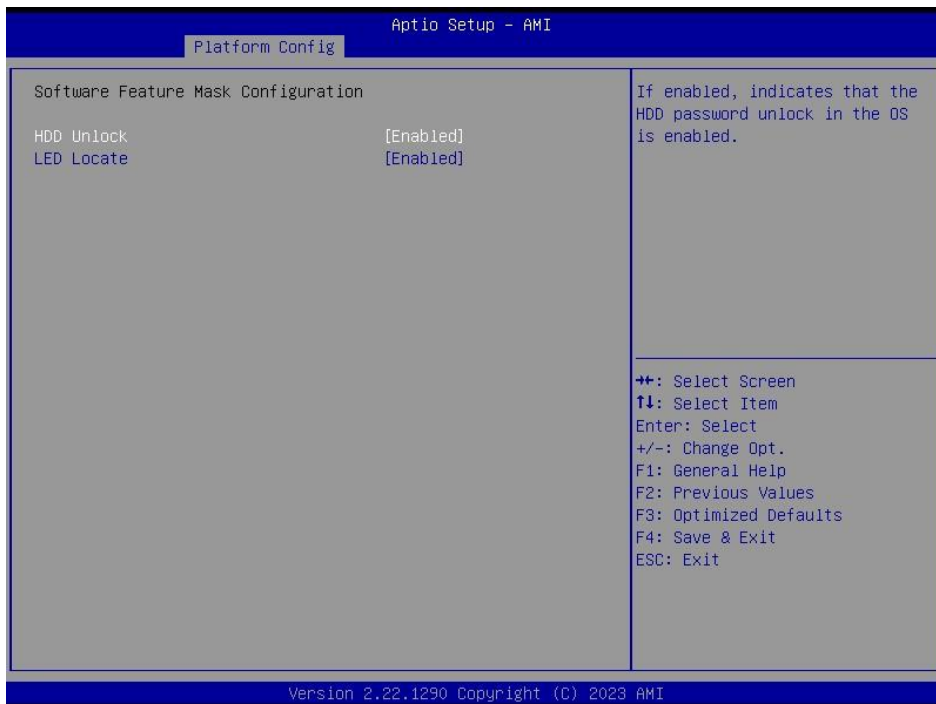 Aptio Setup – AMI
Platform Config
Software Feature Mask Configuration
HDD Unlock [Enabled]
LED Locate [Enabled]
If enabled, indicates that the
HDD password unlock in the OS
is enabled.
→←: Select Screen
↑↓: Select Item
Enter: Select
+/-: Change Opt.
F1: General Help
F2: Previous Values
F3: Optimized Defaults
F4: Save & Exit
ESC: Exit
Version 2.22.1290 Copyright (C) 2023 AMI